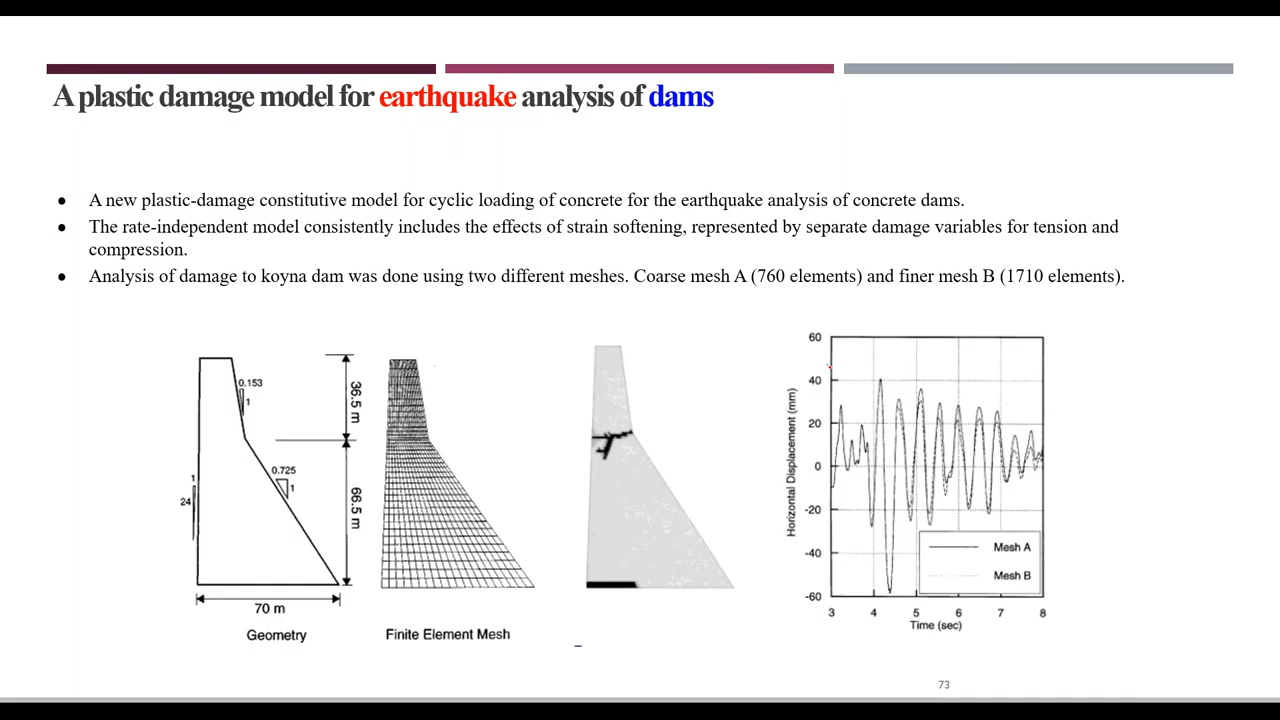 A plastic damage model for earthquake analysis of dams
● A new plastic-damage constitutive model for cyclic loading of concrete for the earthquake analysis of concrete dams.
● The rate-independent model consistently includes the effects of strain softening, represented by separate damage variables for tension and
compression.
● Analysis of damage to koyna dam was done using two different meshes. Coarse mesh A (760 elements) and finer mesh B (1710 elements).
0.153
1
36.5 m
0.725
1
1
24
66.5 m
70 m
Geometry
Finite Element Mesh
Horizontal Displacement (mm)
60
40
20
0
-20
-40
-60
Mesh A
Mesh B
3 4 5 6 7 8
Time (sec)
73